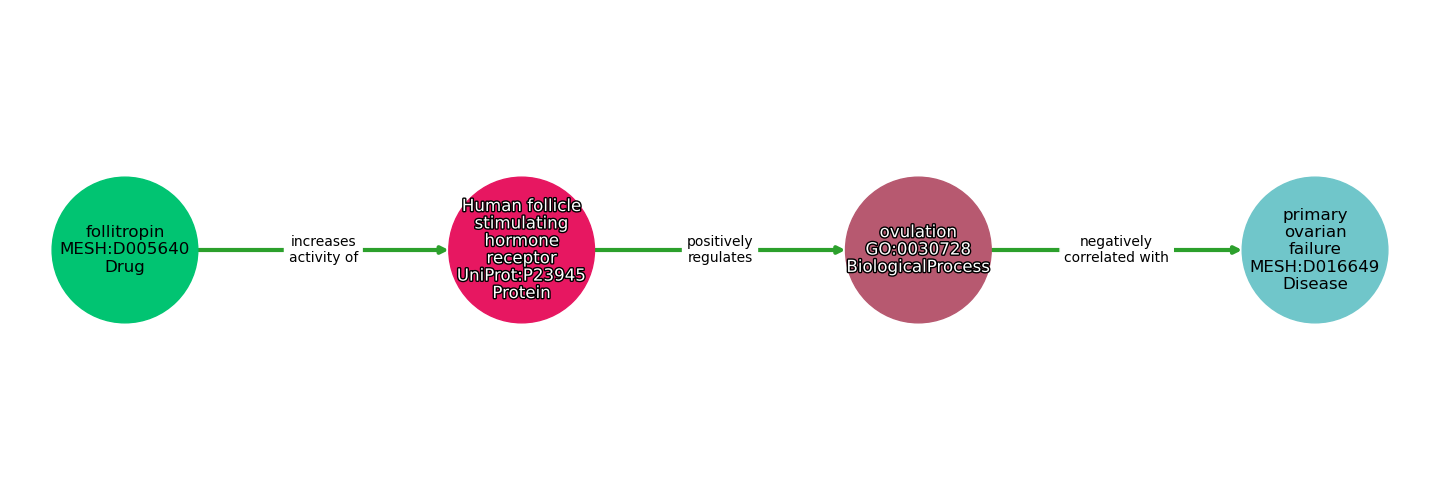 follitropin
MESH:D005640
Drug
increases
activity of
Human follicle
stimulating
hormone
receptor
UniProt:P23945
Protein
positively
regulates
ovulation
GO:0030728
BiologicalProcess
negatively
correlated with
primary
ovarian
failure
MESH:D016649
Disease